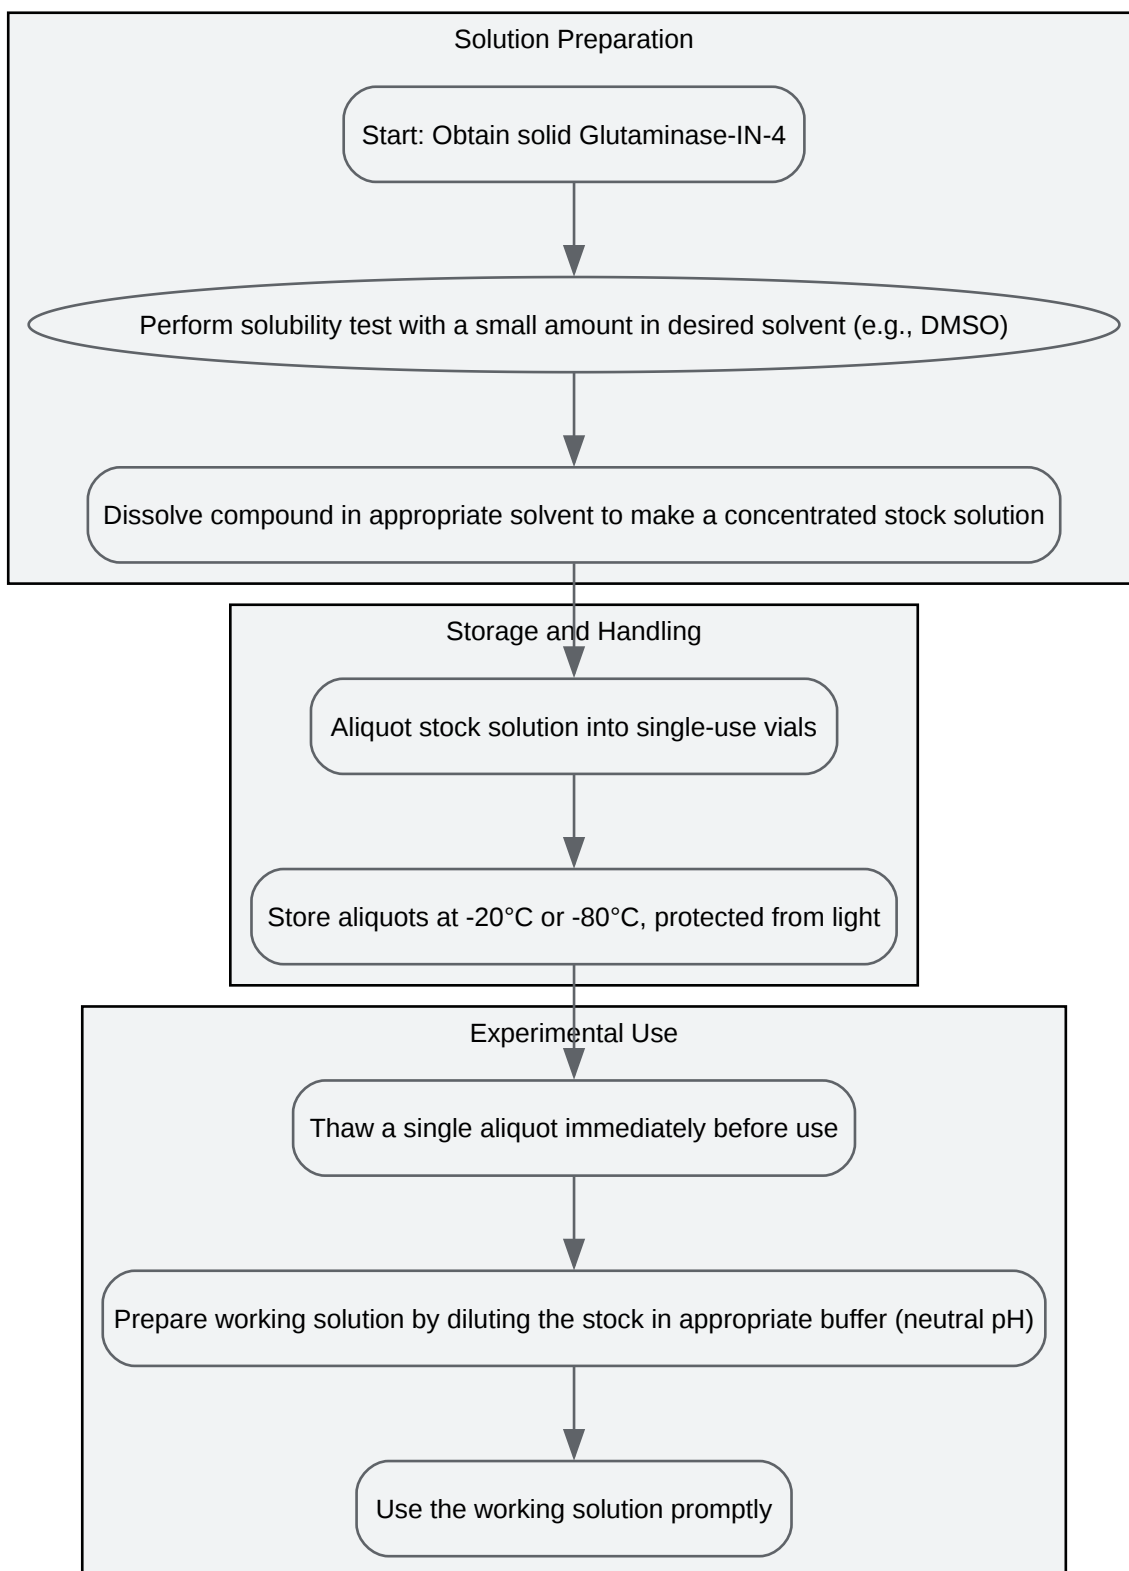 Solution Preparation
Start: Obtain solid Glutaminase-IN-4
Perform solubility test with a small amount in desired solvent (e.g., DMSO)
Dissolve compound in appropriate solvent to make a concentrated stock solution
Storage and Handling
Aliquot stock solution into single-use vials
Store aliquots at -20°C or -80°C, protected from light
Experimental Use
Thaw a single aliquot immediately before use
Prepare working solution by diluting the stock in appropriate buffer (neutral pH)
Use the working solution promptly